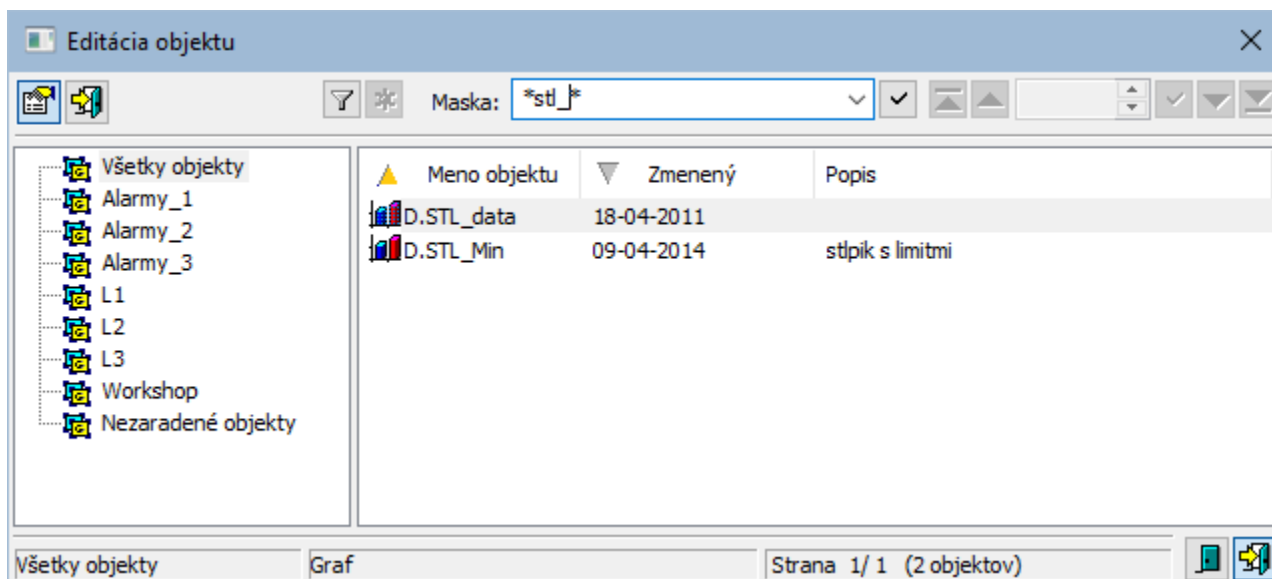 Editácia objektu
Maska: *stl_*
Všetky objekty
Alarmy_1
Alarmy_2
Alarmy_3
L1
L2
L3
Workshop
Nezaradené objekty
Meno objektu Zmenený Popis
D.STL_data 18-04-2011
D.STL_Min 09-04-2014 stlpik s limitmi
Všetky objekty Graf Strana 1/ 1 (2 objektov)